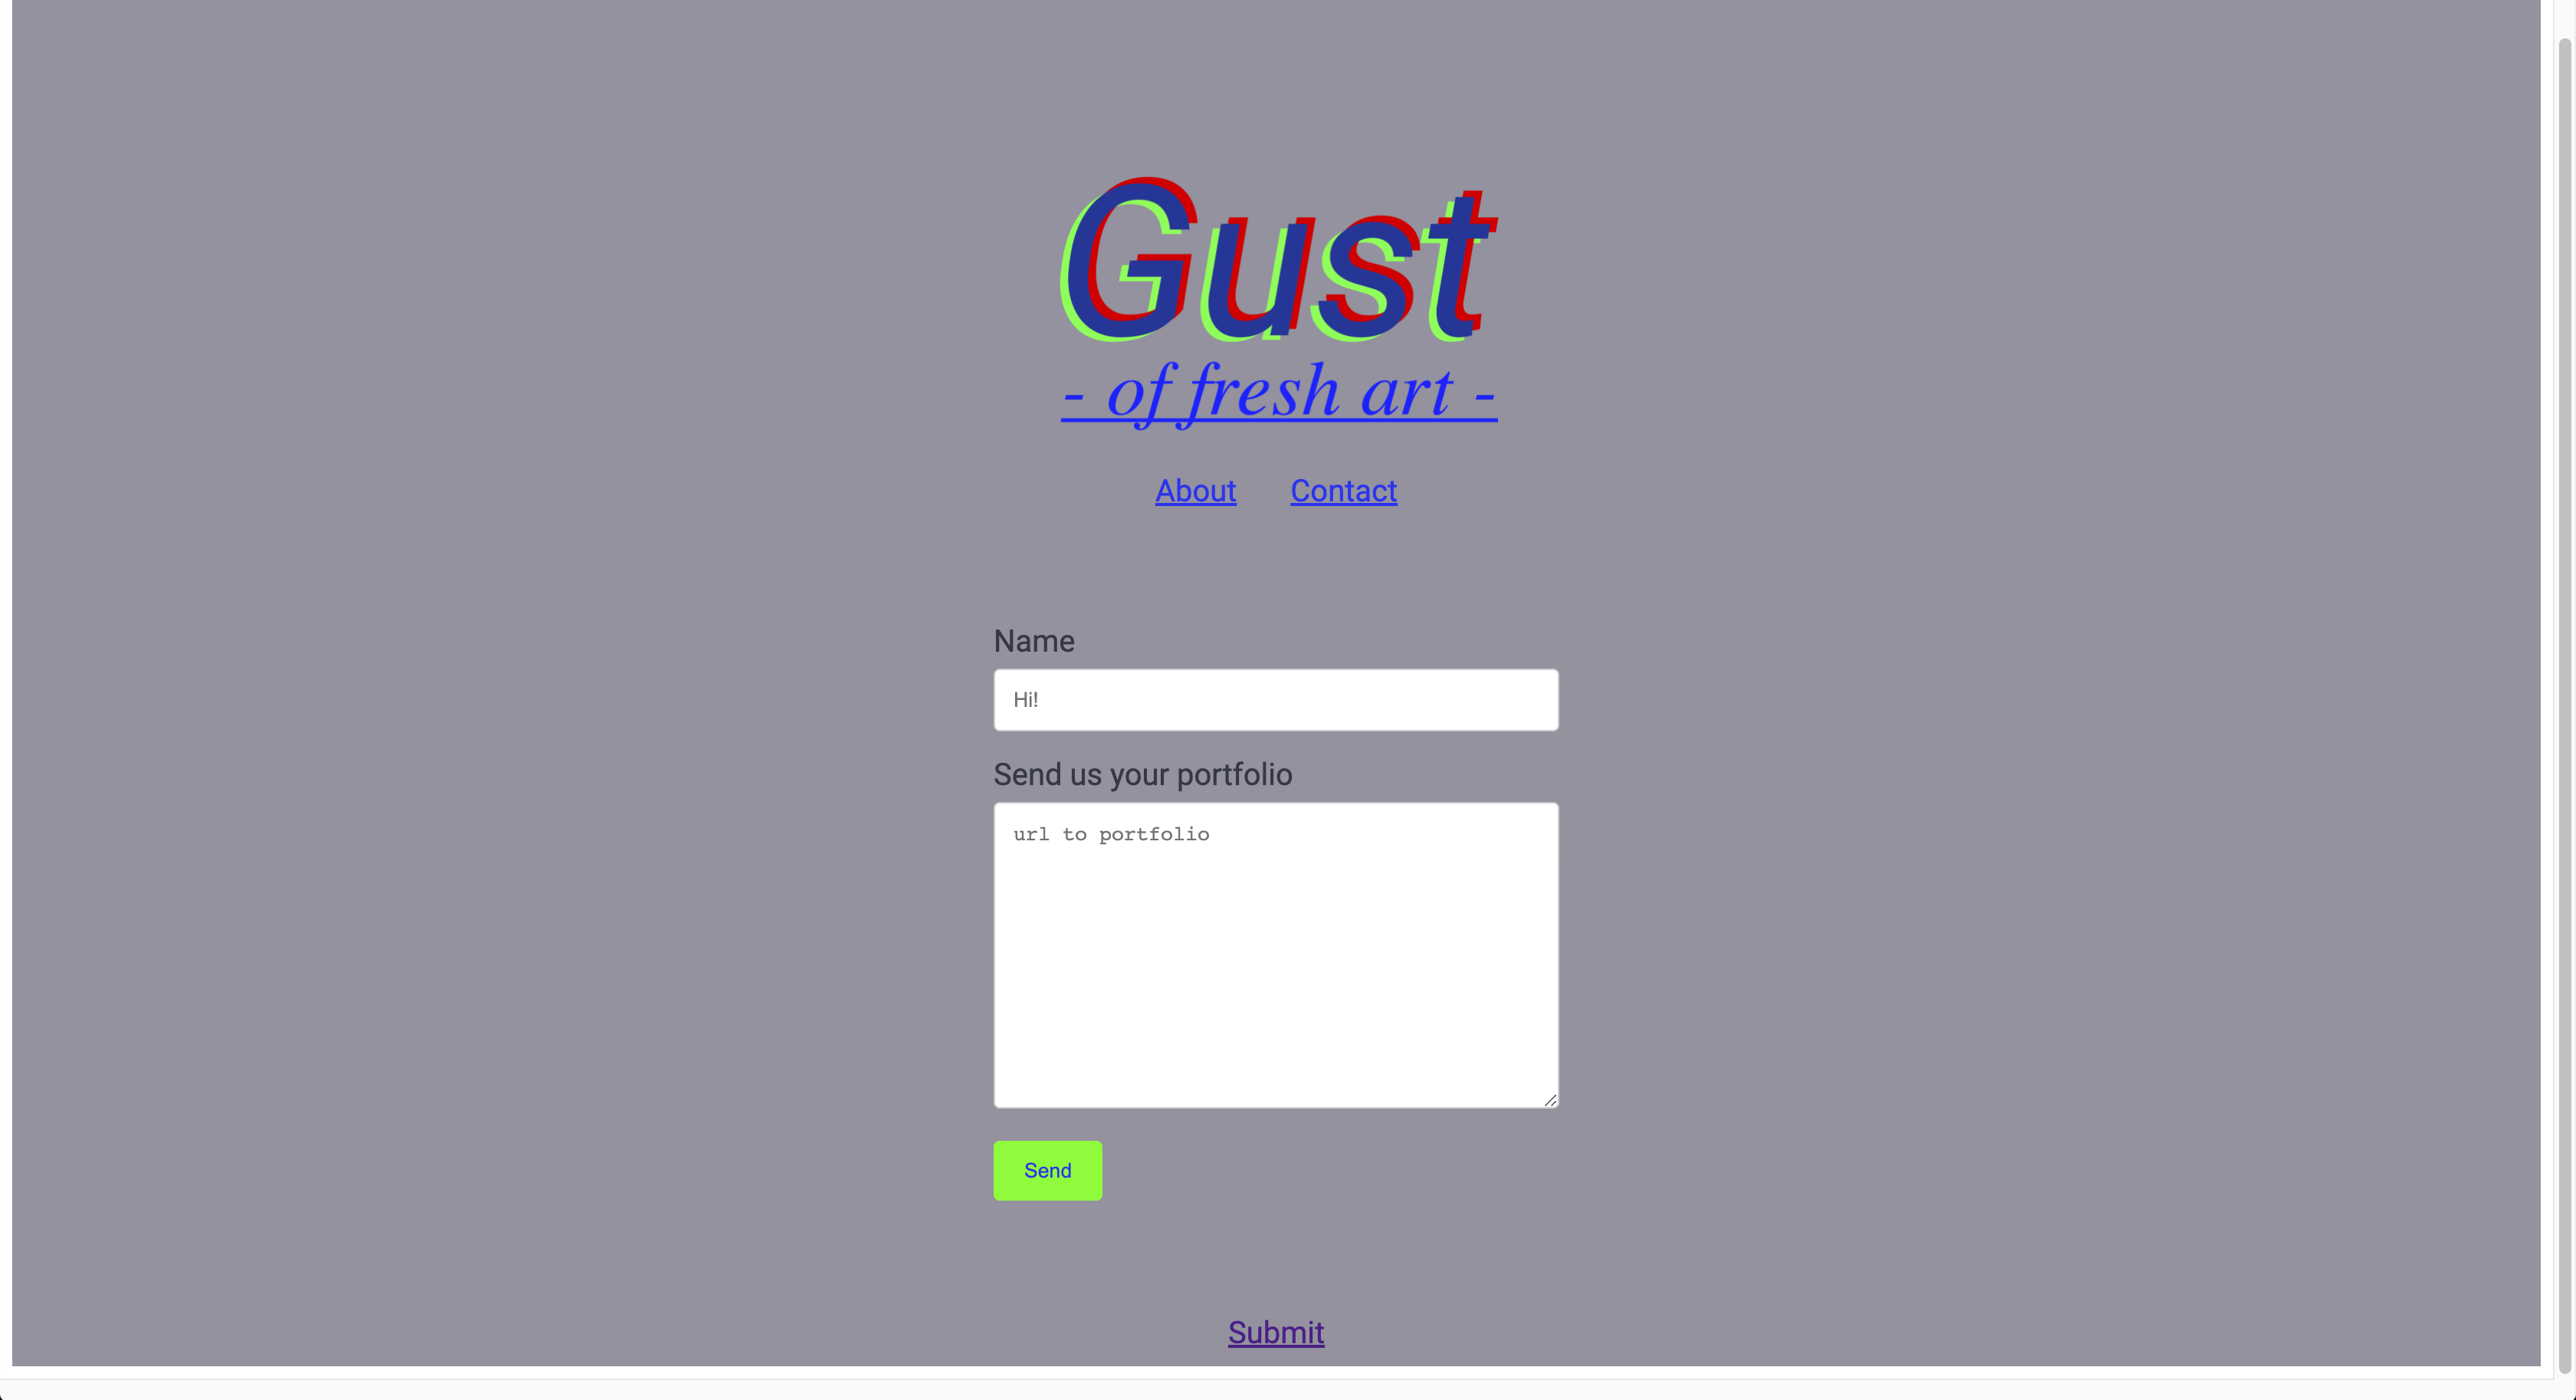 Gust
- of fresh art -
About Contact
Name
Hi!
Send us your portfolio
url to portfolio
Send
Submit